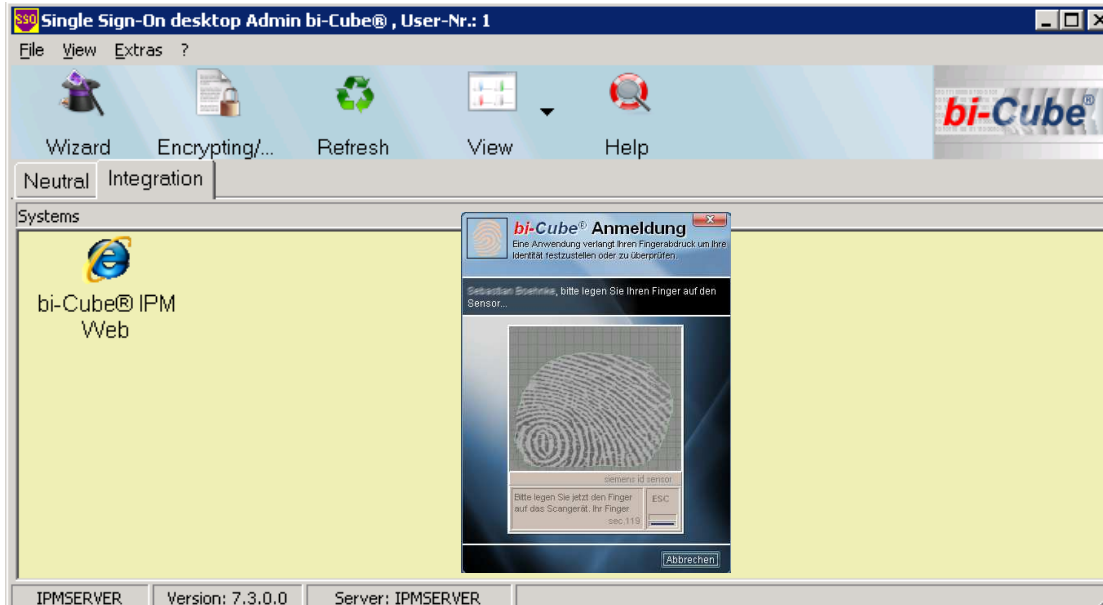 SSO Single Sign-On desktop Admin bi-Cube® , User-Nr.: 1
File View Extras ?
Wizard Encrypting/... Refresh View Help
bi-Cube®
Neutral Integration
Systems
bi-Cube® IPM
Web
bi-Cube® Anmeldung
Eine Anwendung verlangt Ihren Fingerabdruck um Ihre
Identität festzustellen oder zu überprüfen.
, bitte legen Sie Ihren Finger auf den
Sensor...
siemens id sensor
Bitte legen Sie jetzt den Finger
auf das Scangerät. Ihr Finger
sec.119
ESC
Abbrechen
IPMSERVER Version: 7.3.0.0 Server: IPMSERVER